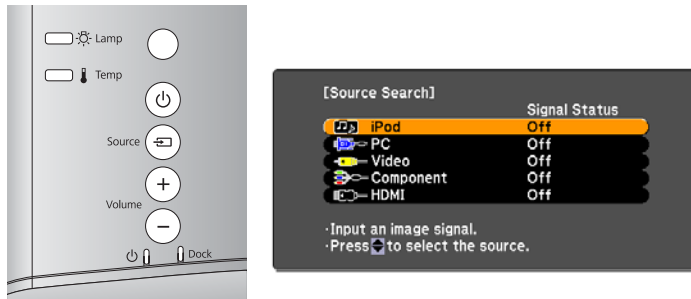 Lamp
Temp
Source
Volume
Dock
[Source Search]
Signal Status
iPod Off
PC Off
Video Off
Component Off
HDMI Off
·Input an image signal.
·Press to select the source.